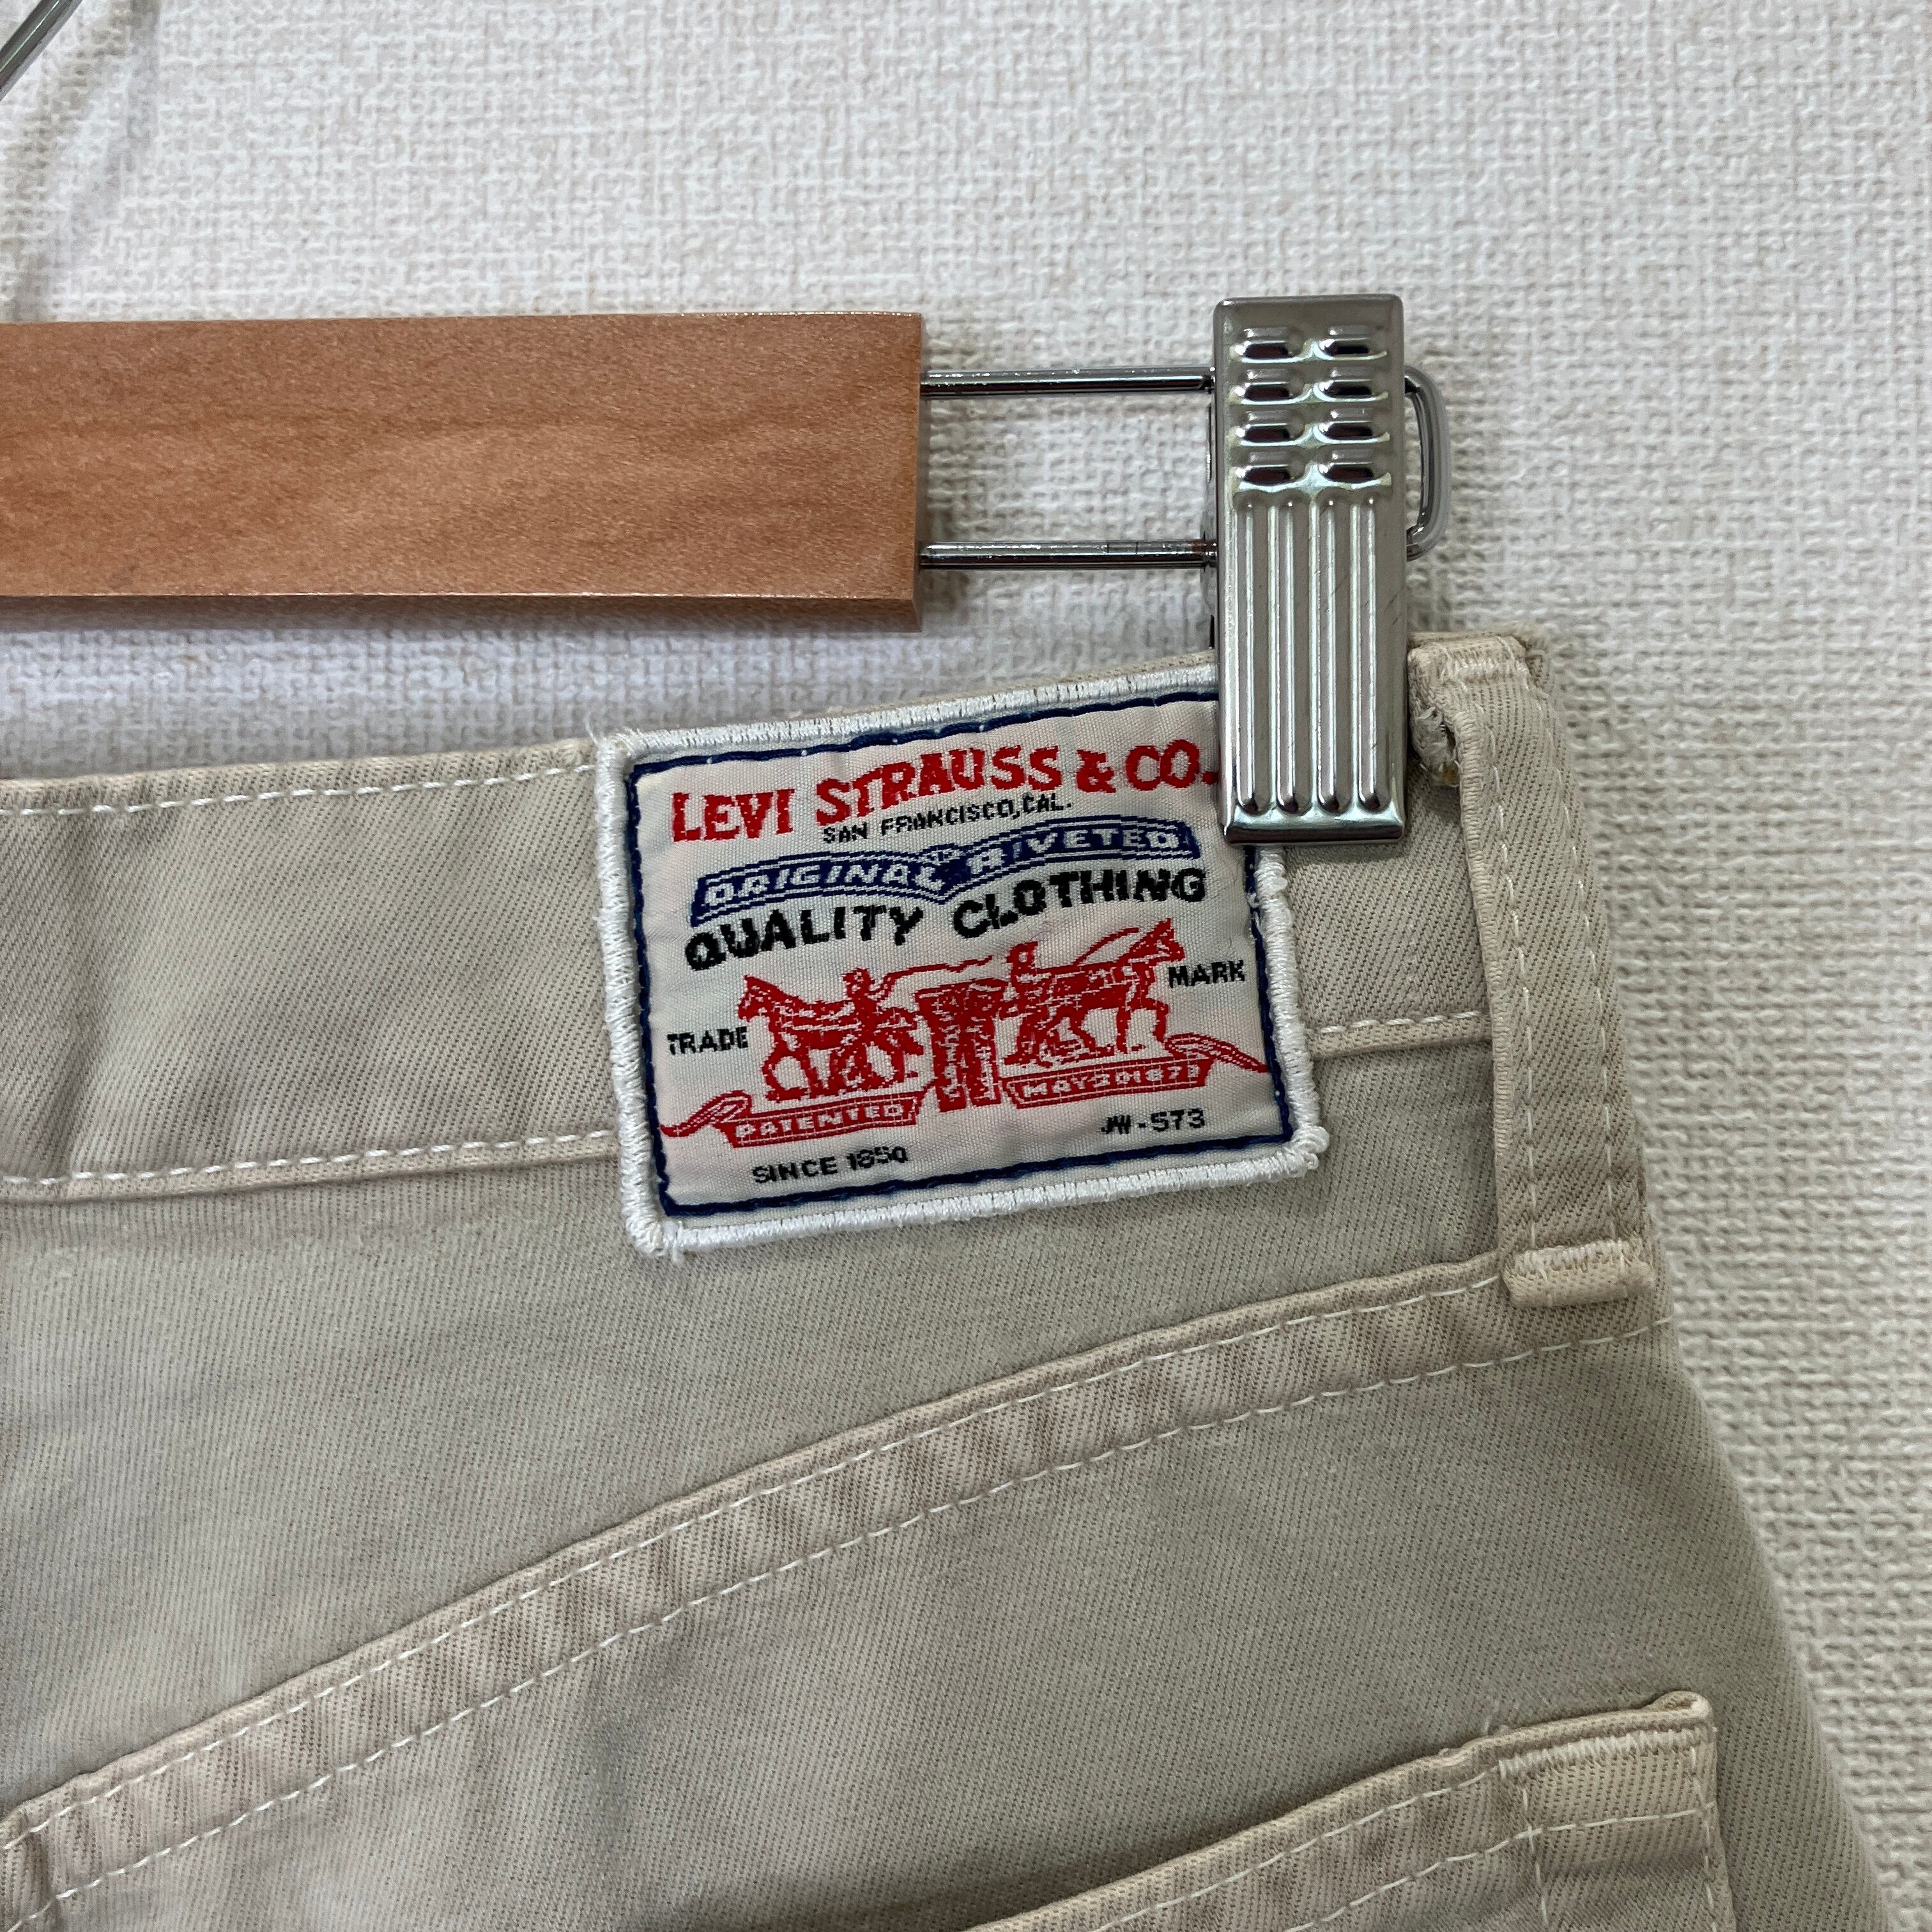 LEVI STRAUSS & CO.
SAN FRANCISCO, CAL.
ORIGINAL RIVETED
QUALITY CLOTHING
TRADE MARK
PATENTED MAY 20 1873
SINCE 1850 JW-573